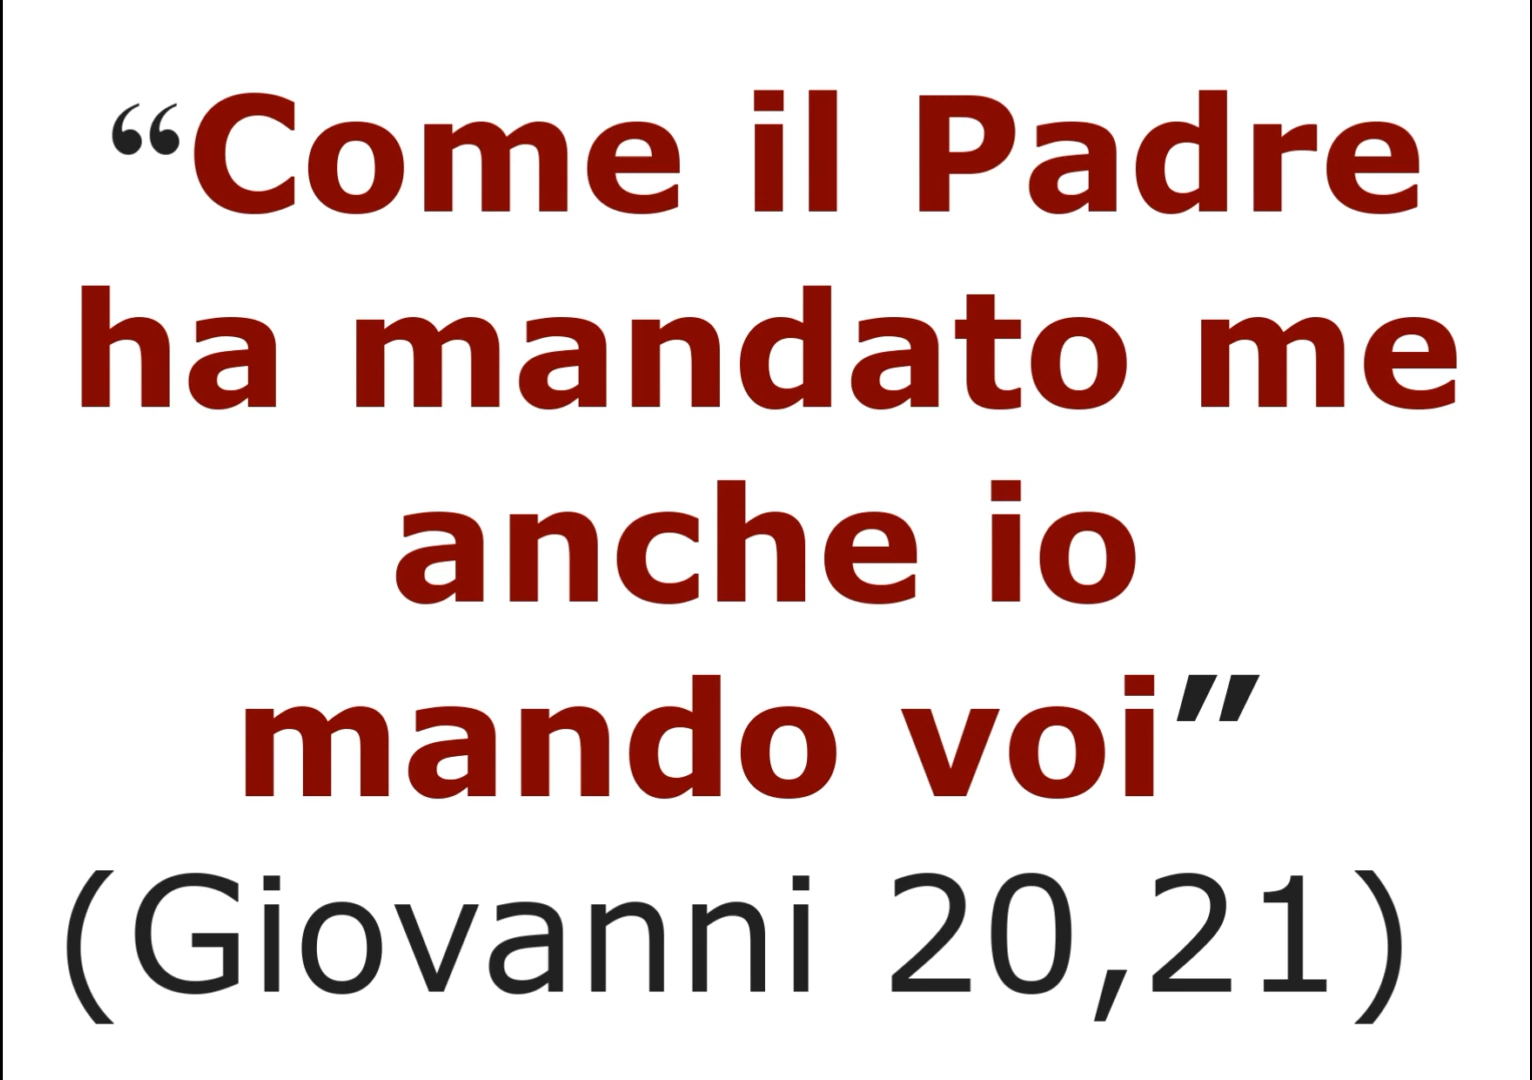 “Come il Padre
ha mandato me
anche io
mando voi”
(Giovanni 20,21)